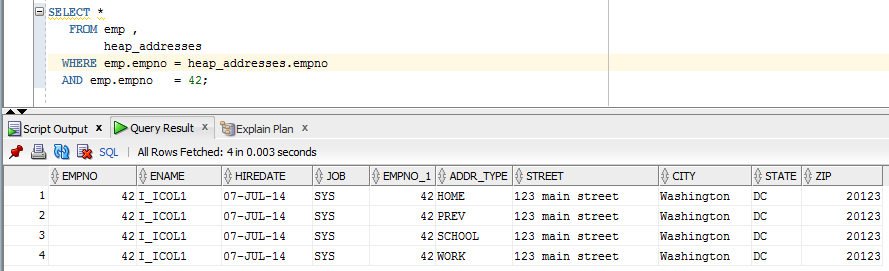 SELECT *
FROM emp ,
heap_addresses
WHERE emp.empno = heap_addresses.empno
AND emp.empno = 42;
Script Output x Query Result x Explain Plan x
SQL | All Rows Fetched: 4 in 0.003 seconds
EMPNO ENAME HIREDATE JOB EMPNO_1 ADDR_TYPE STREET CITY STATE ZIP
1 42 I_ICOL1 07-JUL-14 SYS 42 HOME 123 main street Washington DC 20123
2 42 I_ICOL1 07-JUL-14 SYS 42 PREV 123 main street Washington DC 20123
3 42 I_ICOL1 07-JUL-14 SYS 42 SCHOOL 123 main street Washington DC 20123
4 42 I_ICOL1 07-JUL-14 SYS 42 WORK 123 main street Washington DC 20123